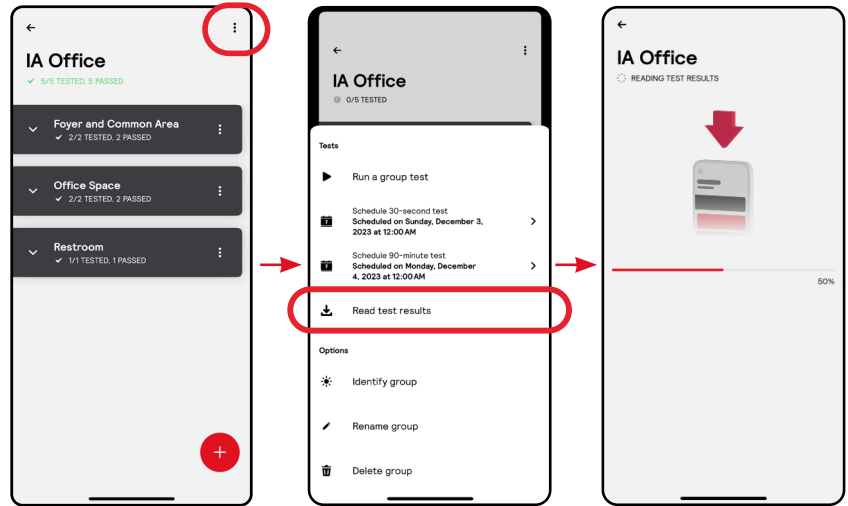 IA Office
5/5 TESTED, 5 PASSED
Foyer and Common Area
2/2 TESTED, 2 PASSED
Office Space
2/2 TESTED, 2 PASSED
Restroom
1/1 TESTED, 1 PASSED
IA Office
0/5 TESTED
Tests
Run a group test
Schedule 30-second test
Scheduled on Sunday, December 3,
2023 at 12:00 AM
Schedule 90-minute test
Scheduled on Monday, December
4, 2023 at 12:00 AM
Read test results
Options
Identify group
Rename group
Delete group
IA Office
READING TEST RESULTS
50%